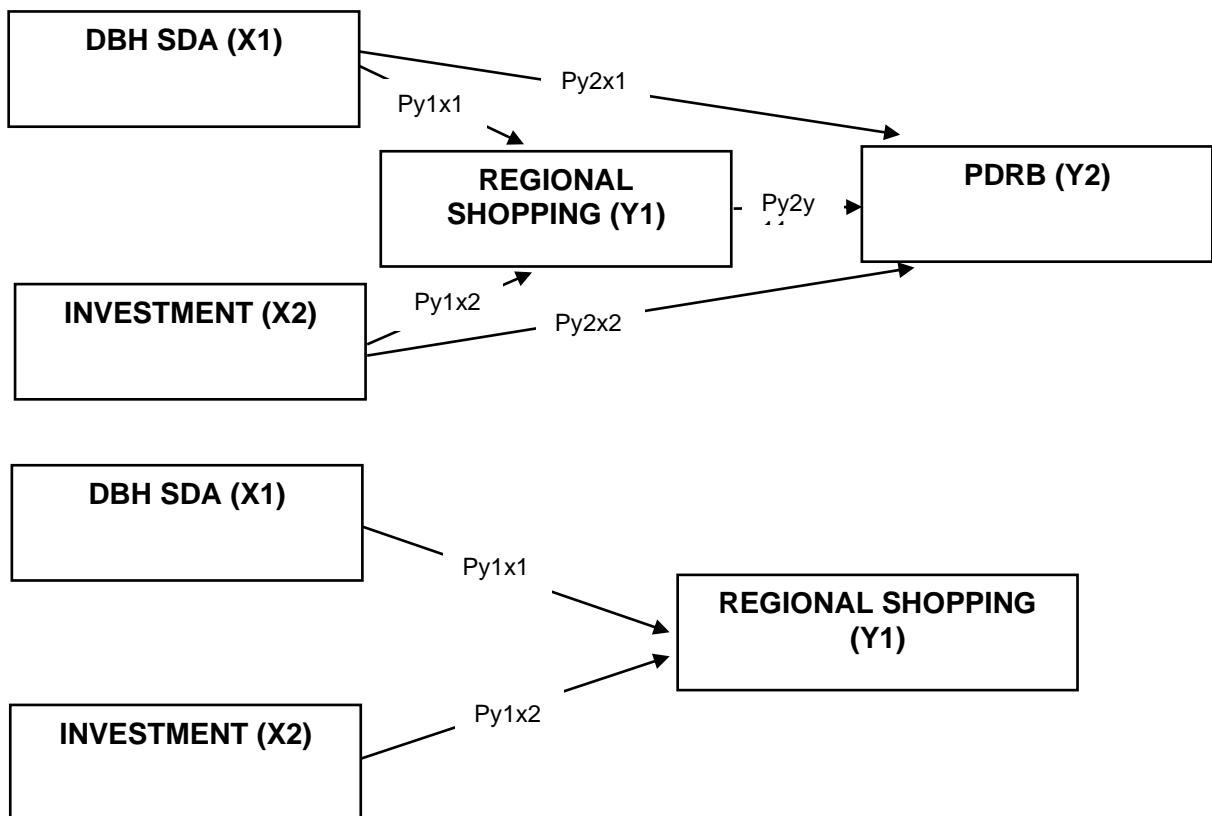 DBH SDA (X1)
Py2x1
Py1x1
REGIONAL
SHOPPING (Y1)
PDRB (Y2)
Py2y
INVESTMENT (X2)
Py1x2
Py2x2
DBH SDA (X1)
Py1x1
REGIONAL SHOPPING
(Y1)
INVESTMENT (X2)
Py1x2